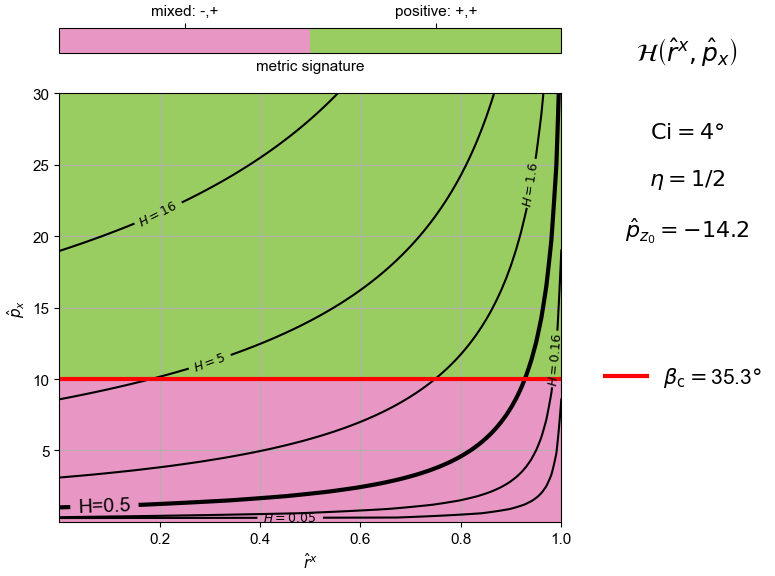 mixed: -,+ positive: +,+
metric signature
ℋ(r̂ˣ, p̂ₓ)
Ci = 4°
η = 1/2
p̂_{z₀} = −14.2
β_c = 35.3°
30
25
20
15
10
5
p̂ₓ
H = 16
H = 5
H = 1.6
H = 0.16
H=0.5
H = 0.05
0.2 0.4 0.6 0.8 1.0
r̂ˣ